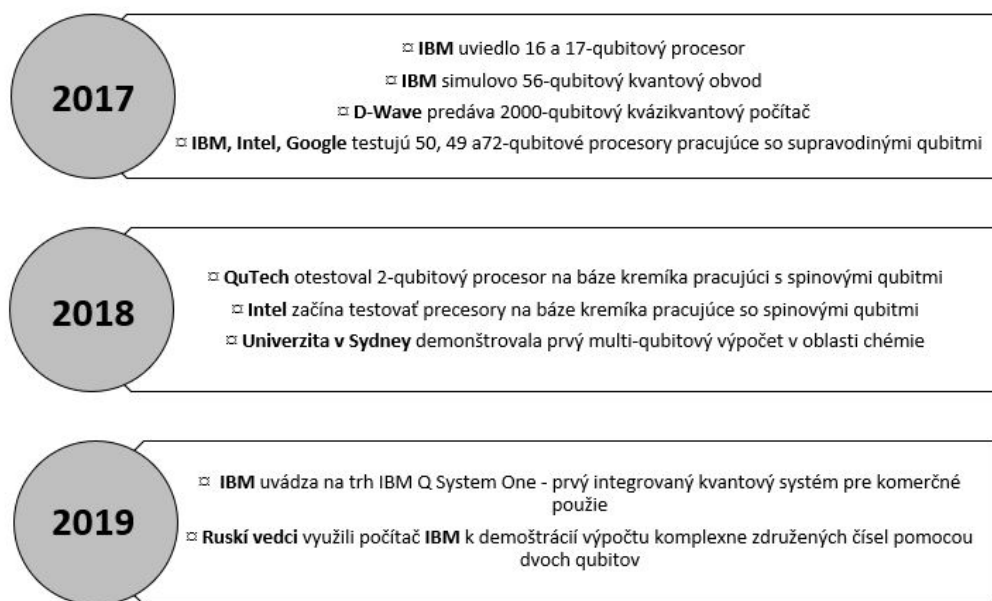 2017
¤ IBM uviedlo 16 a 17-qubitový procesor
¤ IBM simulovo 56-qubitový kvantový obvod
¤ D-Wave predáva 2000-qubitový kvázikvantový počítač
¤ IBM, Intel, Google testujú 50, 49 a72-qubitové procesory pracujúce so supravodinými qubitmi
2018
¤ QuTech otestoval 2-qubitový procesor na báze kremíka pracujúci s spinovými qubitmi
¤ Intel začína testovať precesory na báze kremíka pracujúce so spinovými qubitmi
¤ Univerzita v Sydney demonštrovala prvý multi-qubitový výpočet v oblasti chémie
2019
¤ IBM uvádza na trh IBM Q System One - prvý integrovaný kvantový systém pre komerčné
použie
¤ Ruskí vedci využili počítač IBM k demoštrácií výpočtu komplexne združených čísel pomocou
dvoch qubitov